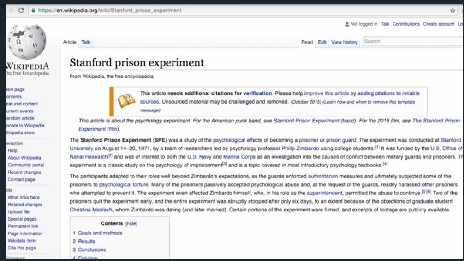 https://en.wikipedia.org/wiki/Stanford_prison_experiment
Not logged in Talk Contributions Create account
Article Talk
Read Edit View history
Search
WIKIPEDIA
The Free Encyclopedia
Stanford prison experiment
From Wikipedia, the free encyclopedia
This article needs additional citations for verification. Please help improve this article by adding citations to reliable
sources. Unsourced material may be challenged and removed. (October 2015) (Learn how and when to remove this template
message)
This article is about the psychology experiment. For the American punk band, see Stanford Prison Experiment (band). For the 2015 film, see The Stanford Prison
Experiment (film).
The Stanford Prison Experiment (SPE) was a study of the psychological effects of becoming a prisoner or prison guard. The experiment was conducted at Stanford
University on August 14–20, 1971, by a team of researchers led by psychology professor Philip Zimbardo using college students.[1] It was funded by the U.S. Office of
Naval Research[2] and was of interest to both the U.S. Navy and Marine Corps as an investigation into the causes of conflict between military guards and prisoners.
experiment is a classic study on the psychology of imprisonment and is a topic covered in most introductory psychology textbooks.
The participants adapted to their roles well beyond Zimbardo's expectations, as the guards enforced authoritarian measures and ultimately subjected some of the
prisoners to psychological torture. Many of the prisoners passively accepted psychological abuse and, at the request of the guards, readily harassed other prisoners
who attempted to prevent it. The experiment even affected Zimbardo himself, who, in his role as the superintendent, permitted the abuse to continue. Two of the
prisoners quit the experiment early, and the entire experiment was abruptly stopped after only six days, to an extent because of the objections of graduate student
Christina Maslach, whom Zimbardo was dating (and later married). Certain portions of the experiment were filmed, and excerpts of footage are publicly available.
Contents [hide]
1 Goals and methods
2 Results
3 Conclusions
Main page
Contents
Featured content
Current events
Random article
Donate to Wikipedia
Wikipedia store
Interaction
Help
About Wikipedia
Community portal
Recent changes
Contact page
Tools
What links here
Related changes
Upload file
Special pages
Permanent link
Page information
Wikidata item
Cite this page